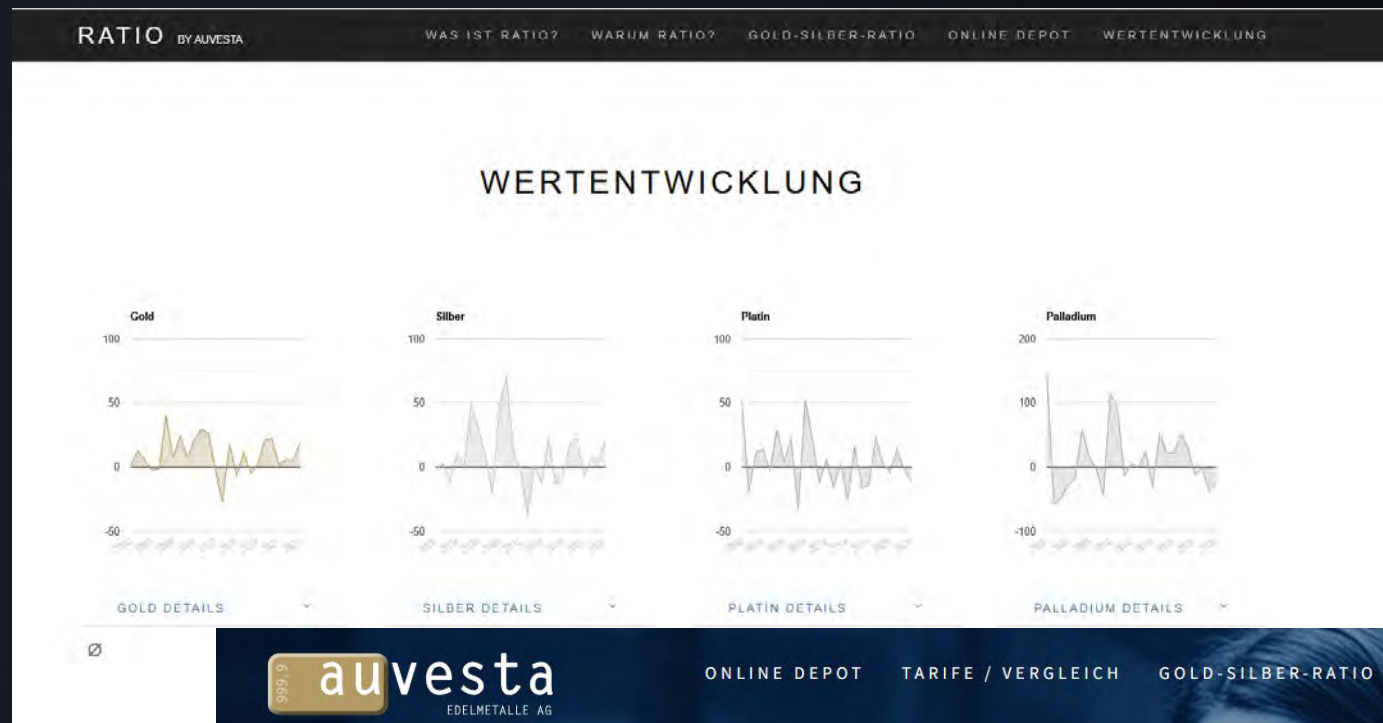 RATIO BY AUVESTA WAS IST RATIO? WARUM RATIO? GOLD-SILBER-RATIO ONLINE DEPOT WERTENTWICKLUNG
WERTENTWICKLUNG
Gold Silber Platin Palladium
100 100 100 200
50 50 50 100
0 0 0 0
-50 -50 -50 -100
GOLD DETAILS SILBER DETAILS PLATIN DETAILS PALLADIUM DETAILS
Ø
999,9 auvesta ONLINE DEPOT TARIFE / VERGLEICH GOLD-SILBER-RATIO
EDELMETALLE AG